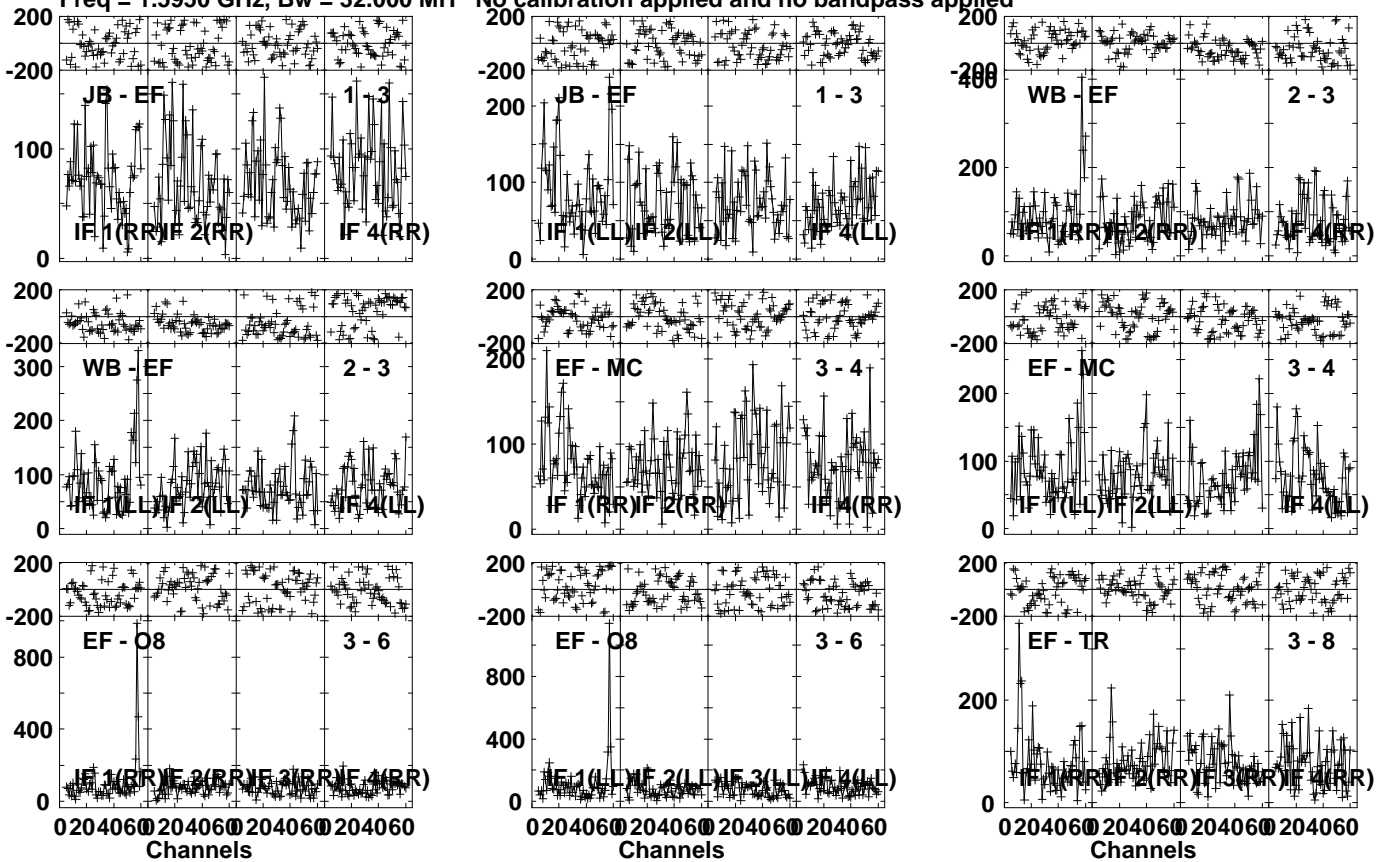 Freq = 1.5950 GHz, Bw = 32.000 MH No calibration applied and no bandpass applied
200
-200
JB - EF 1 - 3
100
0
IF 1(RR) IF 2(RR) IF 4(RR)
JB - EF 1 - 3
200
100
0
IF 1(LL) IF 2(LL) IF 4(LL)
200
-200
400
WB - EF 2 - 3
200
0
IF 1(RR) IF 2(RR) IF 4(RR)
200
-200
300
WB - EF 2 - 3
200
100
0
IF 1(LL) IF 2(LL) IF 4(LL)
200
-200
200
EF - MC 3 - 4
100
0
IF 1(RR) IF 2(RR) IF 4(RR)
200
-200
EF - MC 3 - 4
200
100
0
IF 1(LL) IF 2(LL) IF 4(LL)
200
-200
EF - O8 3 - 6
800
400
0
IF 1(RR) IF 2(RR) IF 3(RR) IF 4(RR)
0 20 40 60 0 20 40 60 0 20 40 60 0 20 40 60
Channels
EF - O8 3 - 6
800
400
0
IF 1(LL) IF 2(LL) IF 3(LL) IF 4(LL)
0 20 40 60 0 20 40 60 0 20 40 60 0 20 40 60
Channels
200
-200
EF - TR 3 - 8
200
0
IF 1(RR) IF 2(RR) IF 3(RR) IF 4(RR)
0 20 40 60 0 20 40 60 0 20 40 60 0 20 40 60
Channels